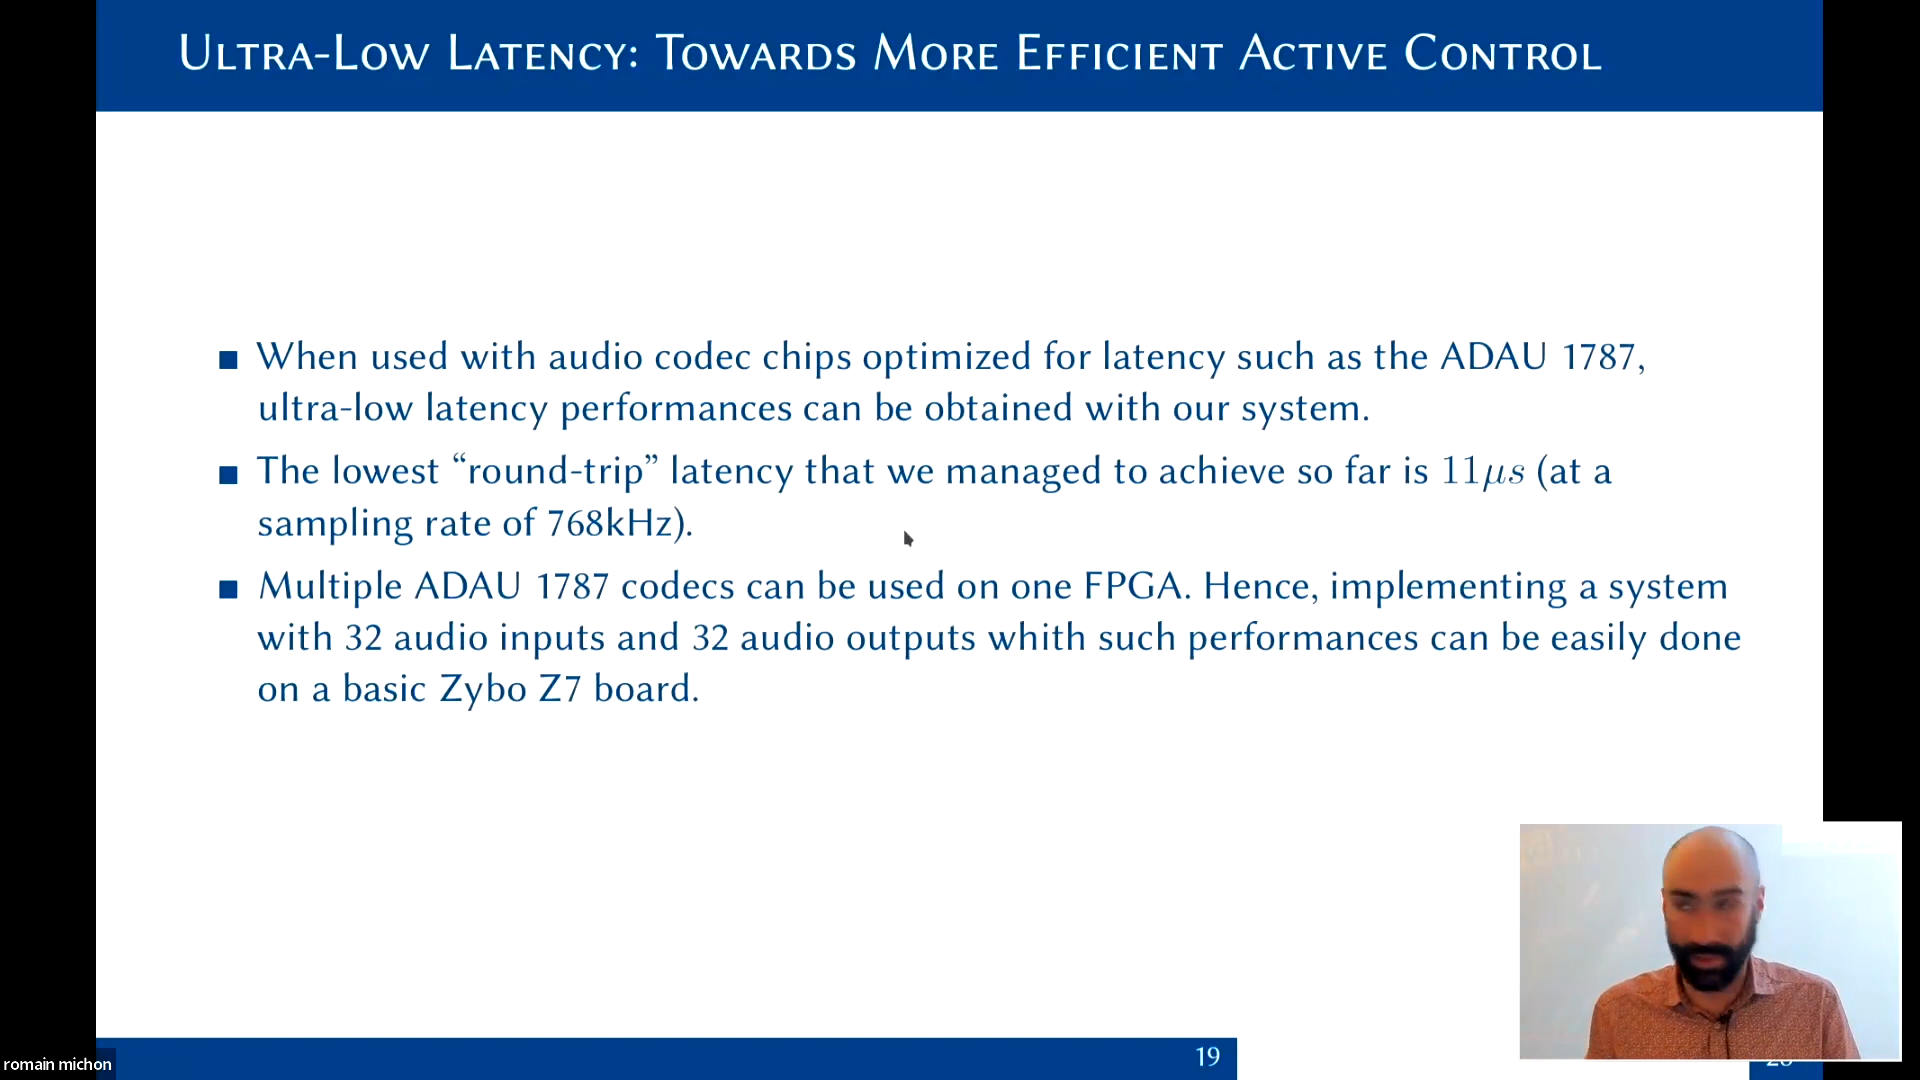 Ultra-Low Latency: Towards More Efficient Active Control
■ When used with audio codec chips optimized for latency such as the ADAU 1787,
ultra-low latency performances can be obtained with our system.
■ The lowest “round-trip” latency that we managed to achieve so far is 11μs (at a
sampling rate of 768kHz).
■ Multiple ADAU 1787 codecs can be used on one FPGA. Hence, implementing a system
with 32 audio inputs and 32 audio outputs whith such performances can be easily done
on a basic Zybo Z7 board.
19
romain michon